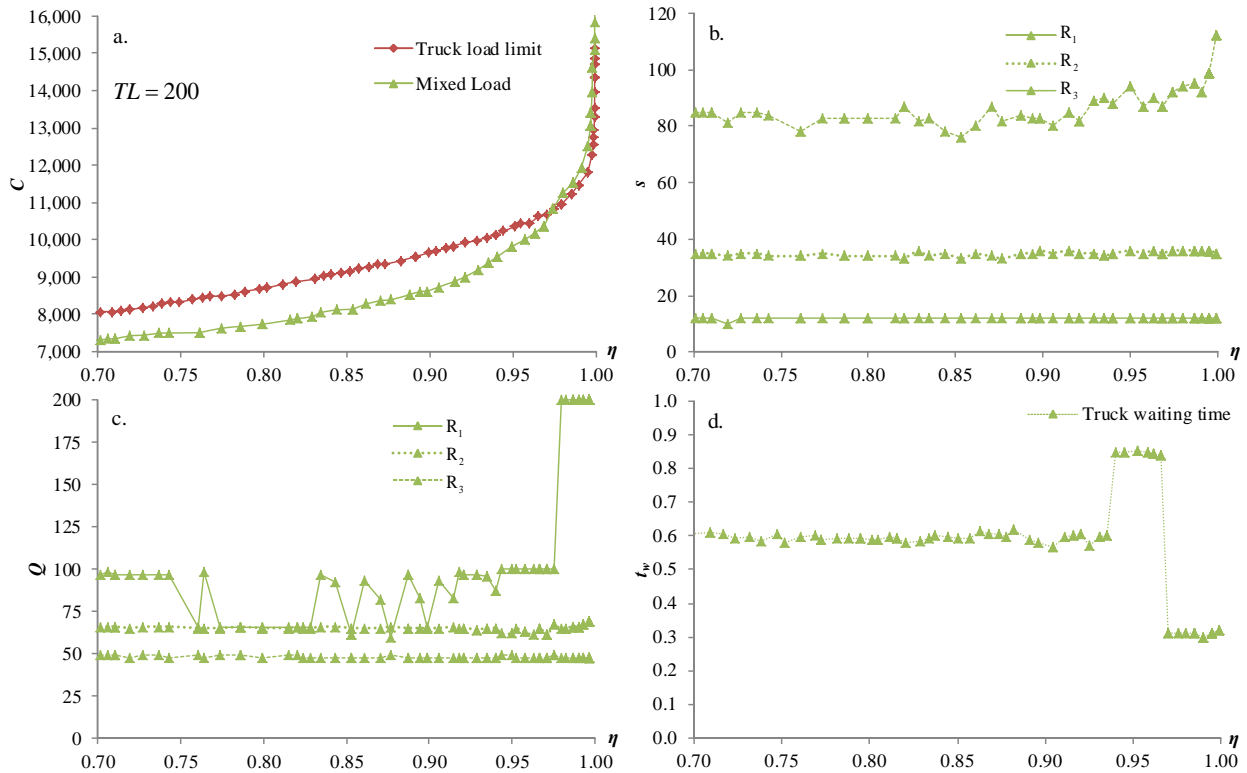 a.
TL = 200
Truck load limit
Mixed Load
C
16,000
15,000
14,000
13,000
12,000
11,000
10,000
9,000
8,000
7,000
0.70 0.75 0.80 0.85 0.90 0.95 1.00
η
b.
R1
R2
R3
s
120
100
80
60
40
20
0
0.70 0.75 0.80 0.85 0.90 0.95 1.00
η
c.
R1
R2
R3
Q
200
175
150
125
100
75
50
25
0
0.70 0.75 0.80 0.85 0.90 0.95 1.00
η
d.
Truck waiting time
tw
1.0
0.9
0.8
0.7
0.6
0.5
0.4
0.3
0.2
0.1
0.0
0.70 0.75 0.80 0.85 0.90 0.95 1.00
η